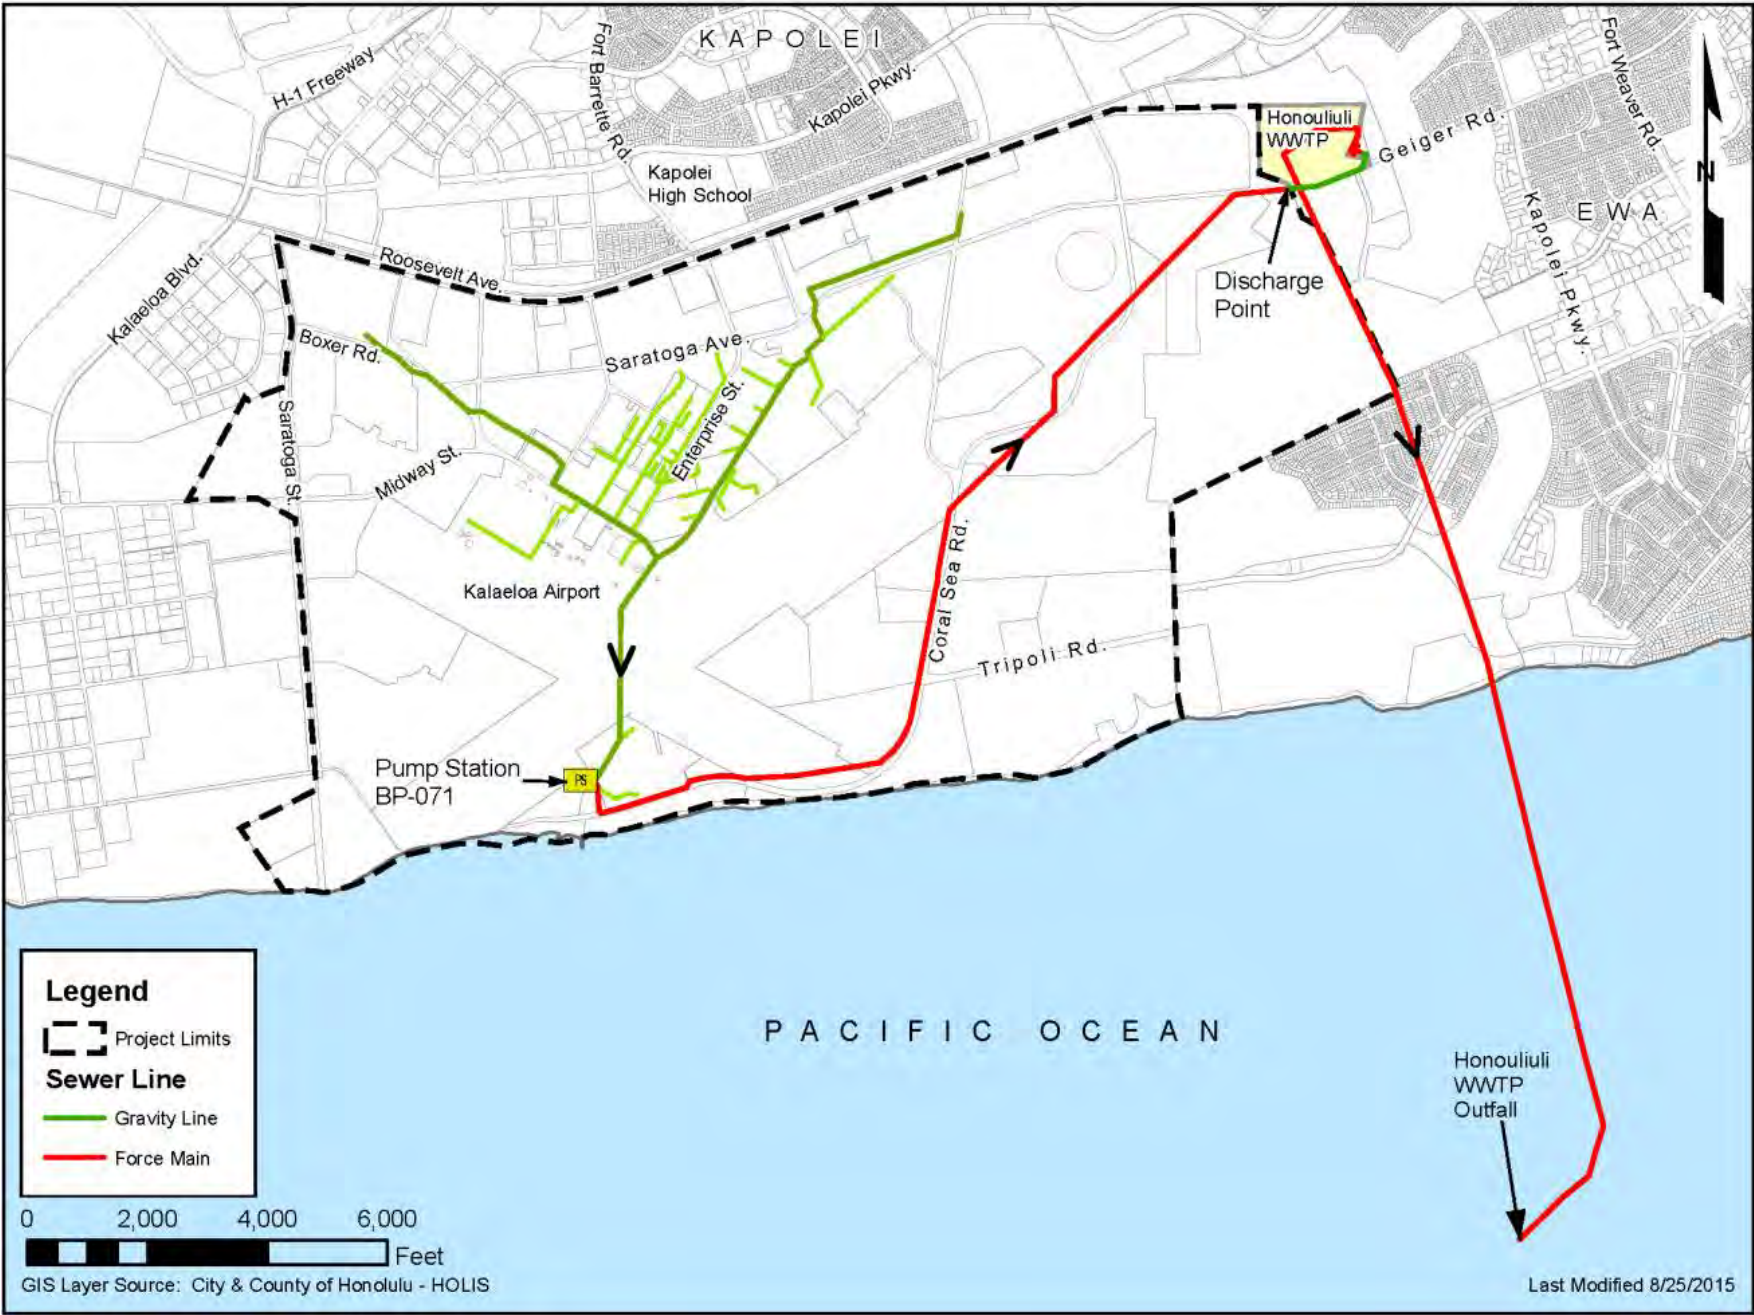 KAPOLEI
H-1 Freeway
Fort Barrette Rd.
Kapolei Pkwy.
Fort Weaver Rd.
Honouliuli
WWTP
Geiger Rd.
N
Kapolei
High School
EWA
Kapolei Pkwy.
Kalaeloa Blvd.
Roosevelt Ave.
Discharge
Point
Boxer Rd.
Saratoga Ave.
Enterprise St.
Saratoga St.
Midway St.
Kalaeloa Airport
Coral Sea Rd.
Tripoli Rd.
Pump Station
BP-071
PS
PACIFIC OCEAN
Honouliuli
WWTP
Outfall
Legend
Project Limits
Sewer Line
Gravity Line
Force Main
0 2,000 4,000 6,000
Feet
GIS Layer Source: City & County of Honolulu - HOLIS
Last Modified 8/25/2015